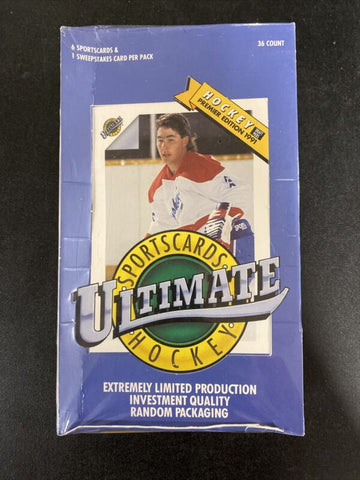 6 SPORTSCARDS &
1 SWEEPSTAKES CARD PER PACK
36 COUNT
HOCKEY
PREMIER EDITION 1991
ULTIMATE
SPORTSCARDS
ULTIMATE
HOCKEY
EXTREMELY LIMITED PRODUCTION
INVESTMENT QUALITY
RANDOM PACKAGING